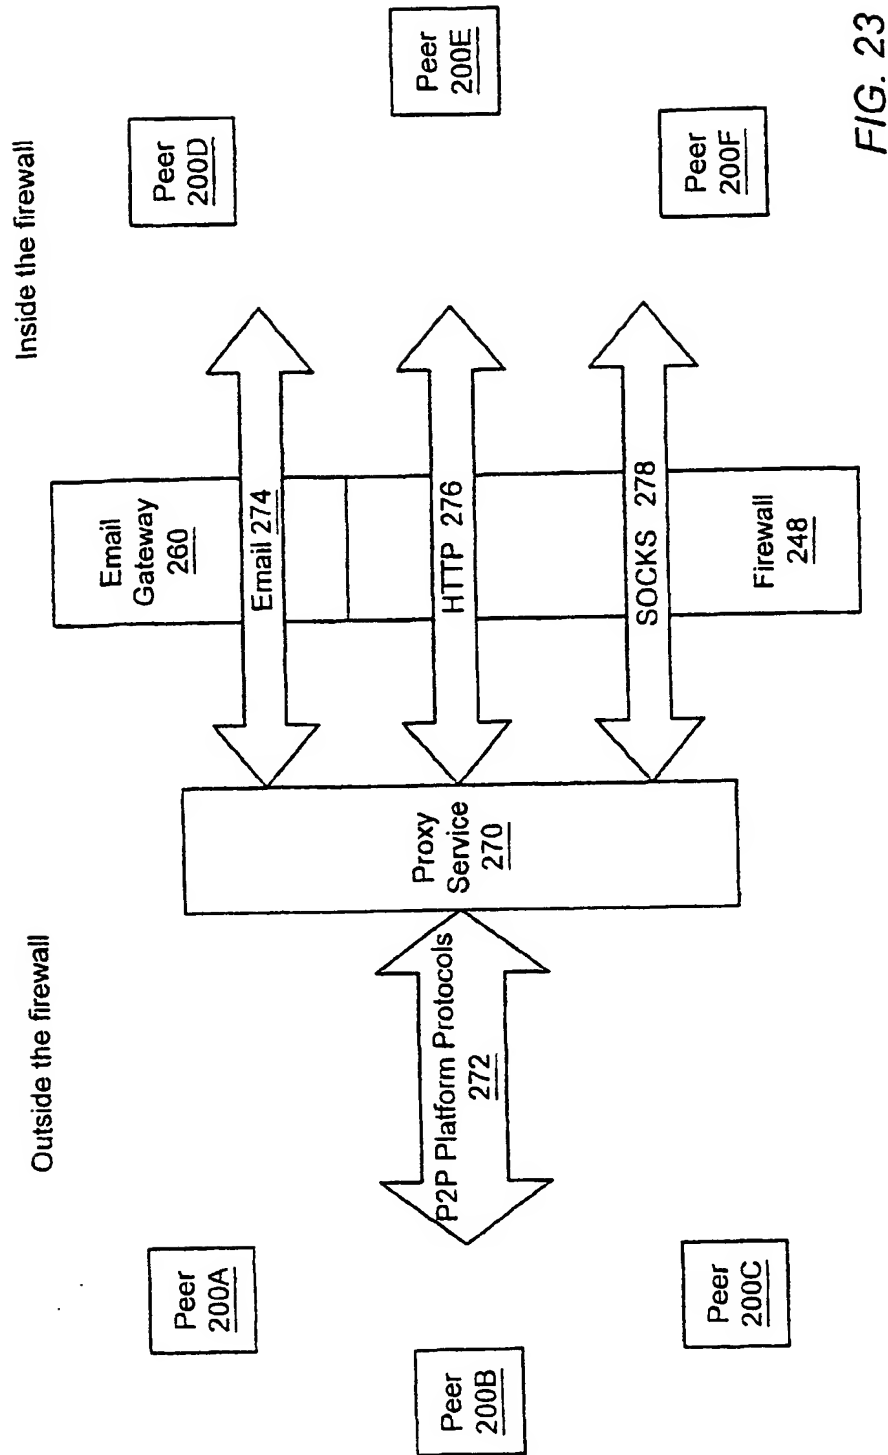 Outside the firewall
Inside the firewall
Peer
200A
Peer
200B
Peer
200C
P2P Platform Protocols
272
Proxy
Service
270
Email
Gateway
260
Email 274
HTTP 276
SOCKS 278
Firewall
248
Peer
200D
Peer
200E
Peer
200F
FIG. 23